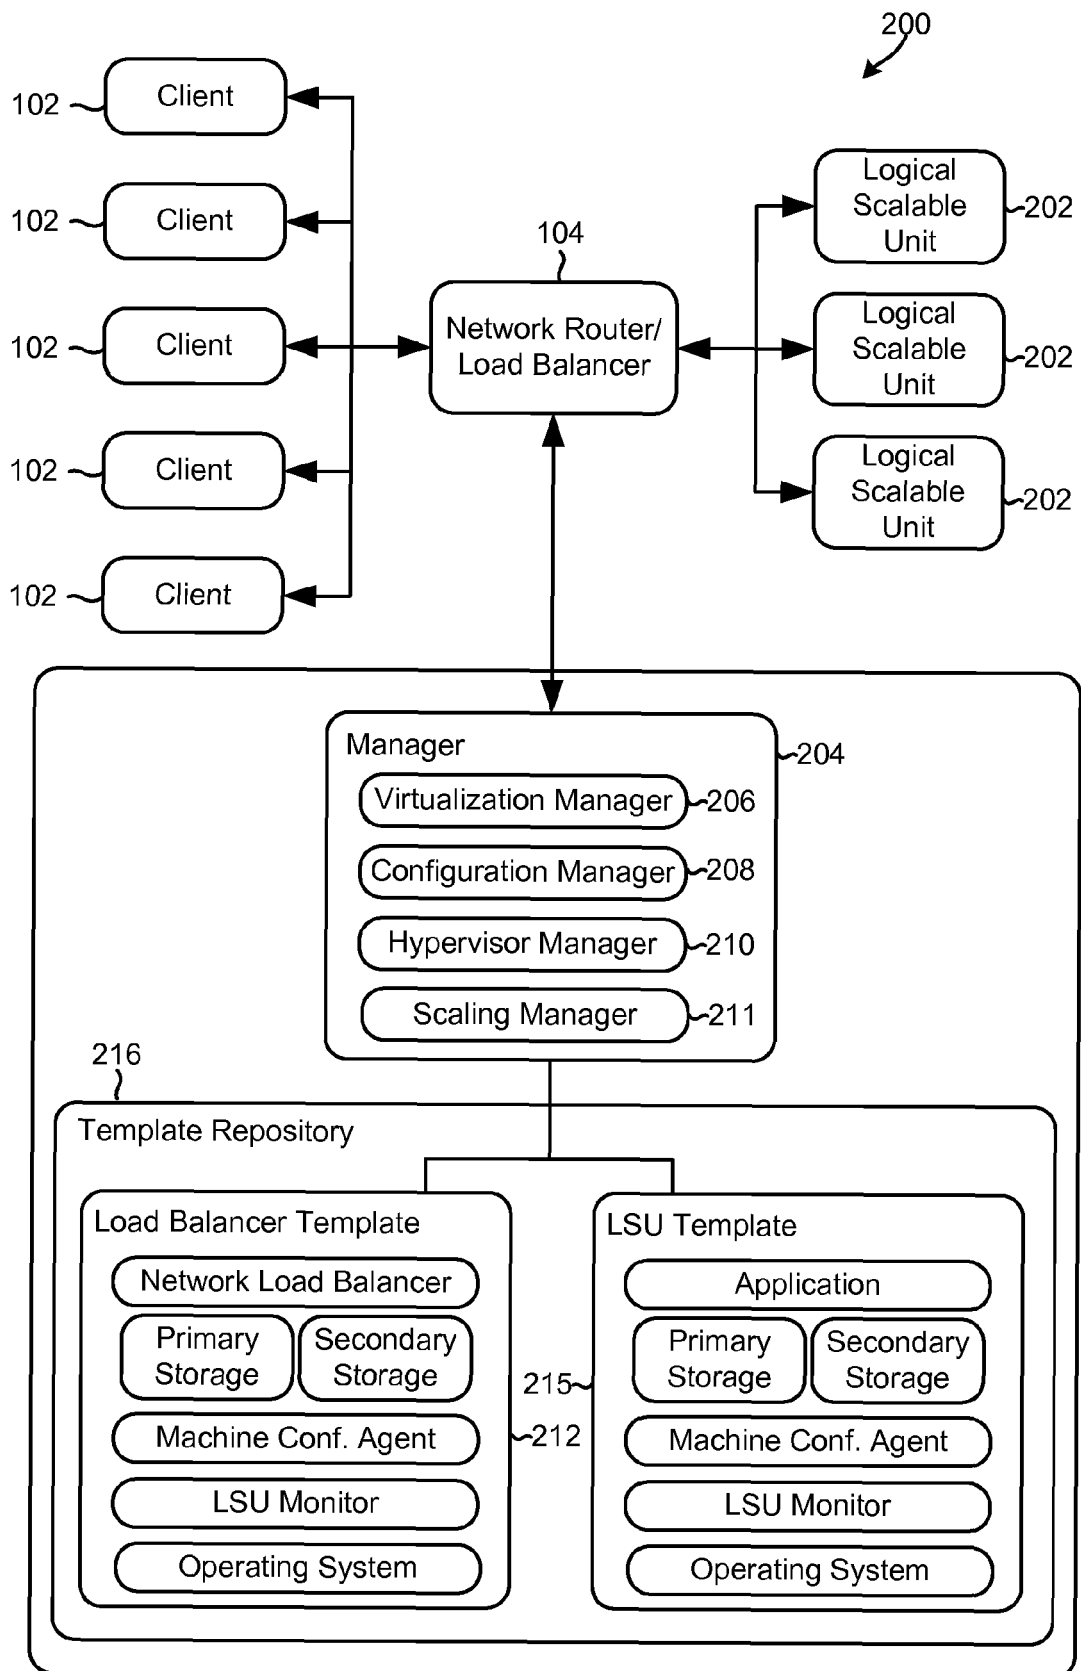 200
102
Client
102
Client
102
Client
102
Client
102
Client
104
Network Router/
Load Balancer
Logical
Scalable
Unit
202
Logical
Scalable
Unit
202
Logical
Scalable
Unit
202
Manager
204
Virtualization Manager
206
Configuration Manager
208
Hypervisor Manager
210
Scaling Manager
211
216
Template Repository
Load Balancer Template
Network Load Balancer
Primary
Storage
Secondary
Storage
Machine Conf. Agent
212
LSU Monitor
Operating System
LSU Template
Application
Primary
Storage
Secondary
Storage
215
Machine Conf. Agent
LSU Monitor
Operating System